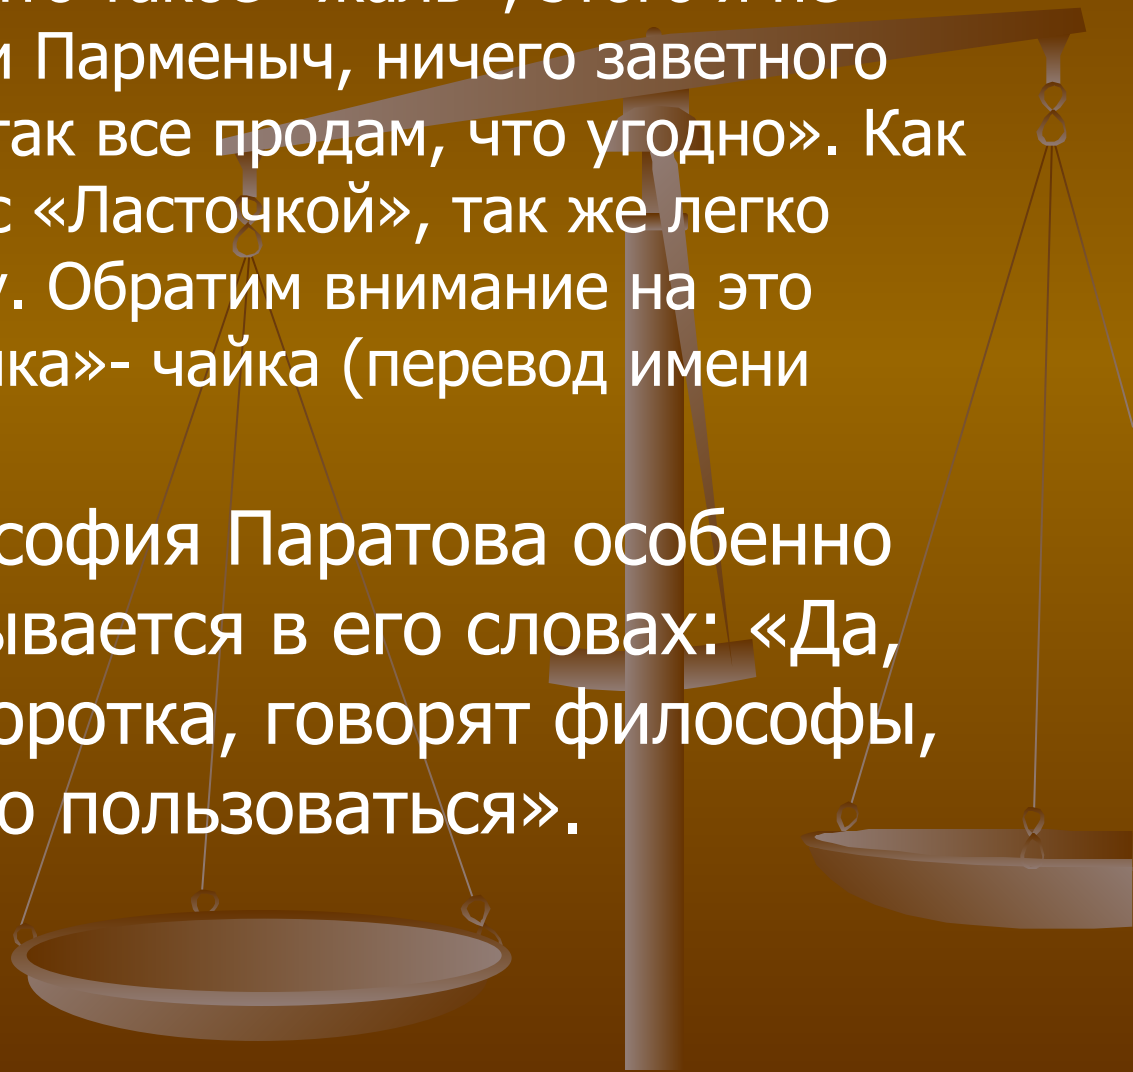 и Парменыч, ничего заветного
так все продам, что угодно». Как
с «Ласточкой», так же легко
у. Обратим внимание на это
чка»- чайка (перевод имени
софия Паратова особенно
ывается в его словах: «Да,
оротка, говорят философы,
о пользоваться».